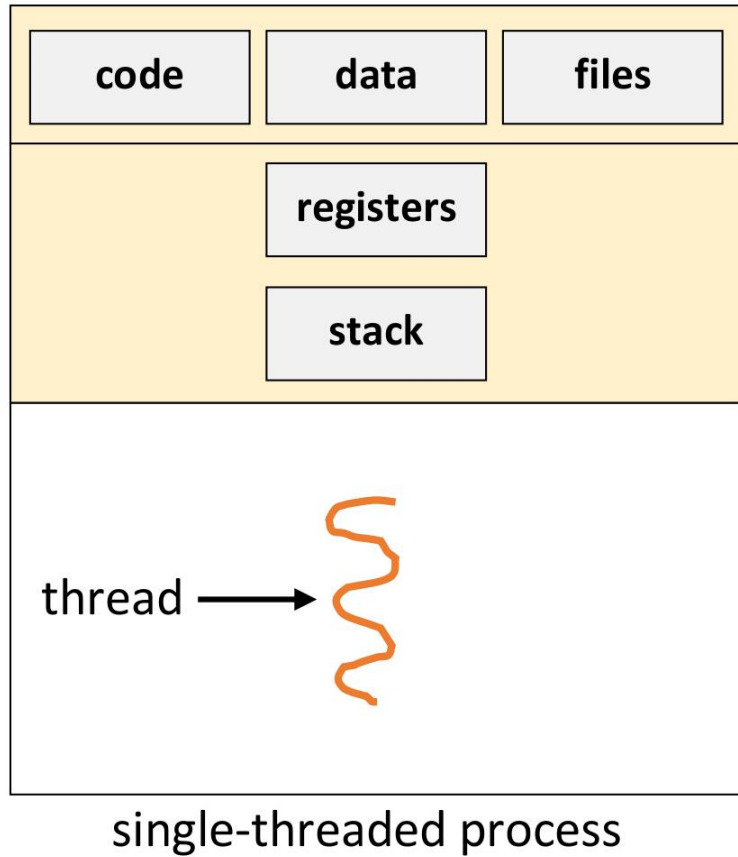 code data files
registers
stack
thread
single-threaded process